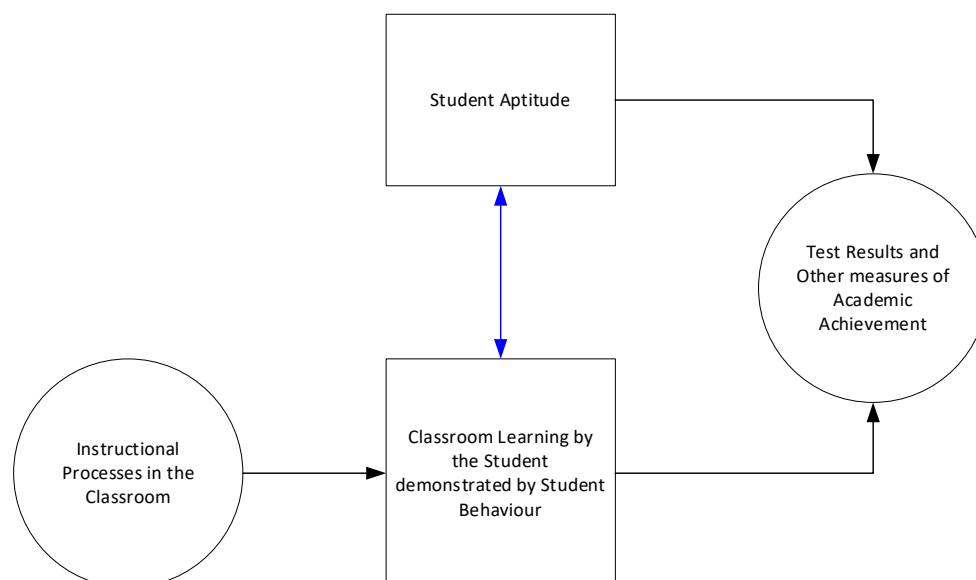 Student Aptitude
Test Results and
Other measures of
Academic
Achievement
Instructional
Processes in the
Classroom
Classroom Learning by
the Student
demonstrated by Student
Behaviour